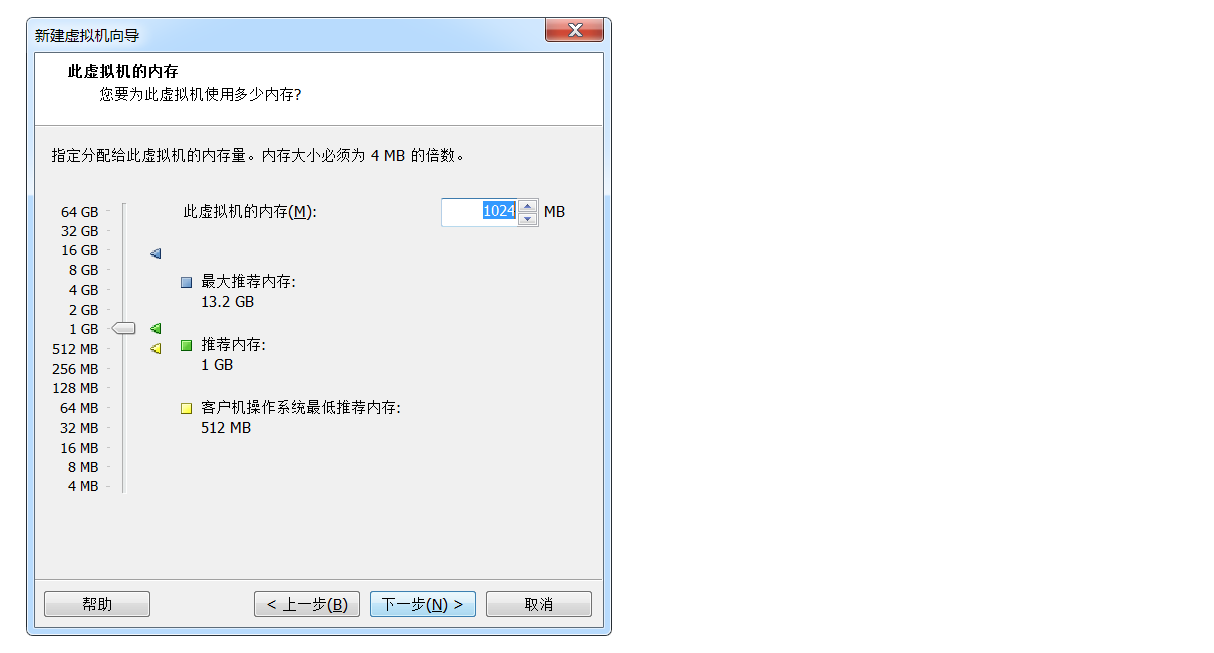 新建虚拟机向导
此虚拟机的内存
您要为此虚拟机使用多少内存?
指定分配给此虚拟机的内存量。内存大小必须为 4 MB 的倍数。
64 GB
32 GB
16 GB
8 GB
4 GB
2 GB
1 GB
512 MB
256 MB
128 MB
64 MB
32 MB
16 MB
8 MB
4 MB
此虚拟机的内存(M): 1024 MB
最大推荐内存:
13.2 GB
推荐内存:
1 GB
客户机操作系统最低推荐内存:
512 MB
帮助 < 上一步(B) 下一步(N) > 取消